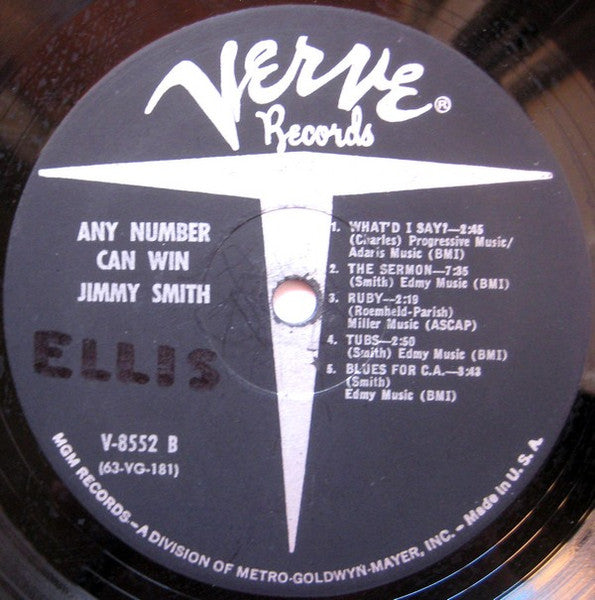 VERVE®
Records
ANY NUMBER
CAN WIN
JIMMY SMITH
ELLIS
V-8552 B
(63-VG-181)
1. WHAT'D I SAY?—2:45
(Charles) Progressive Music/
Adaris Music (BMI)
2. THE SERMON—7:35
(Smith) Edmy Music (BMI)
3. RUBY—2:19
(Roemheld-Parish)
Miller Music (ASCAP)
4. TUBS—2:50
(Smith) Edmy Music (BMI)
5. BLUES FOR C.A.—3:43
(Smith)
Edmy Music (BMI)
MGM RECORDS—A DIVISION OF METRO-GOLDWYN-MAYER, INC. – Made in U.S.A.